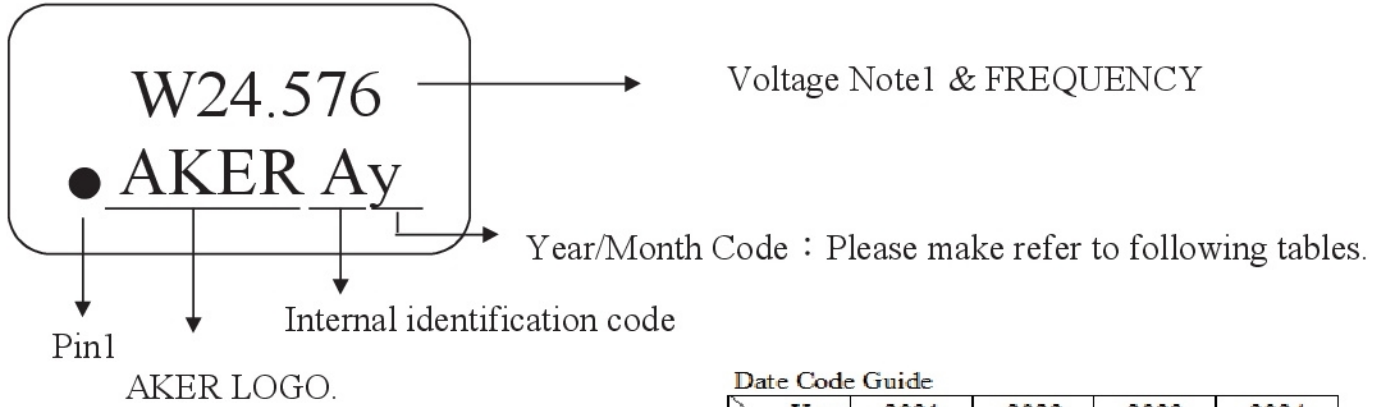 W24.576
Voltage Note1 & FREQUENCY
● AKER Ay
Year/Month Code：Please make refer to following tables.
Internal identification code
Pin1
AKER LOGO.
Date Code Guide